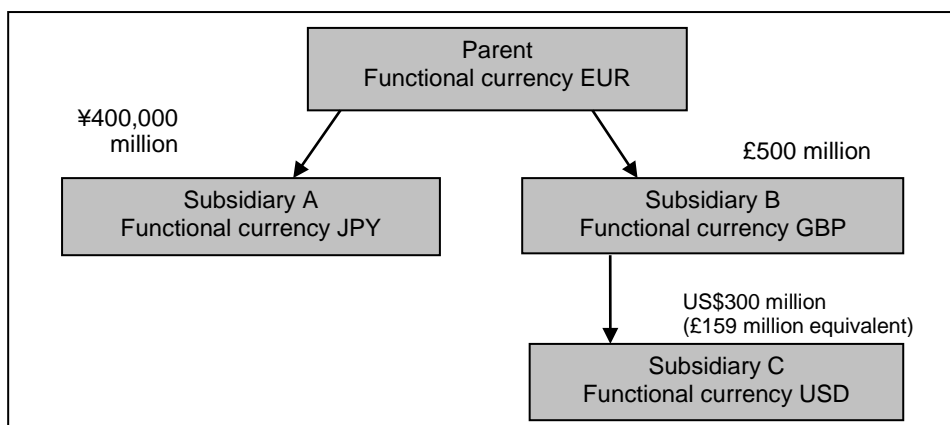 Parent
Functional currency EUR
¥400,000
million
£500 million
Subsidiary A
Functional currency JPY
Subsidiary B
Functional currency GBP
US$300 million
(£159 million equivalent)
Subsidiary C
Functional currency USD